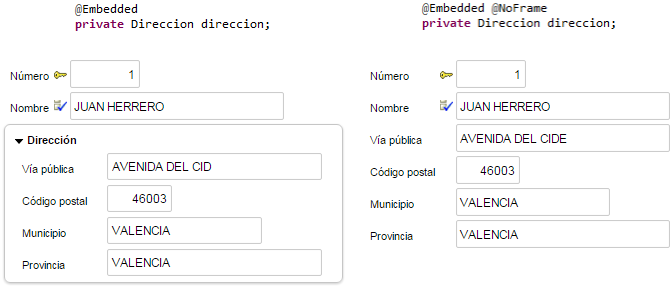 @Embedded
private Direccion direccion;
Número 1
Nombre JUAN HERRERO
Dirección
Vía pública AVENIDA DEL CID
Código postal 46003
Municipio VALENCIA
Provincia VALENCIA
@Embedded @NoFrame
private Direccion direccion;
Número 1
Nombre JUAN HERRERO
Vía pública AVENIDA DEL CIDE
Código postal 46003
Municipio VALENCIA
Provincia VALENCIA